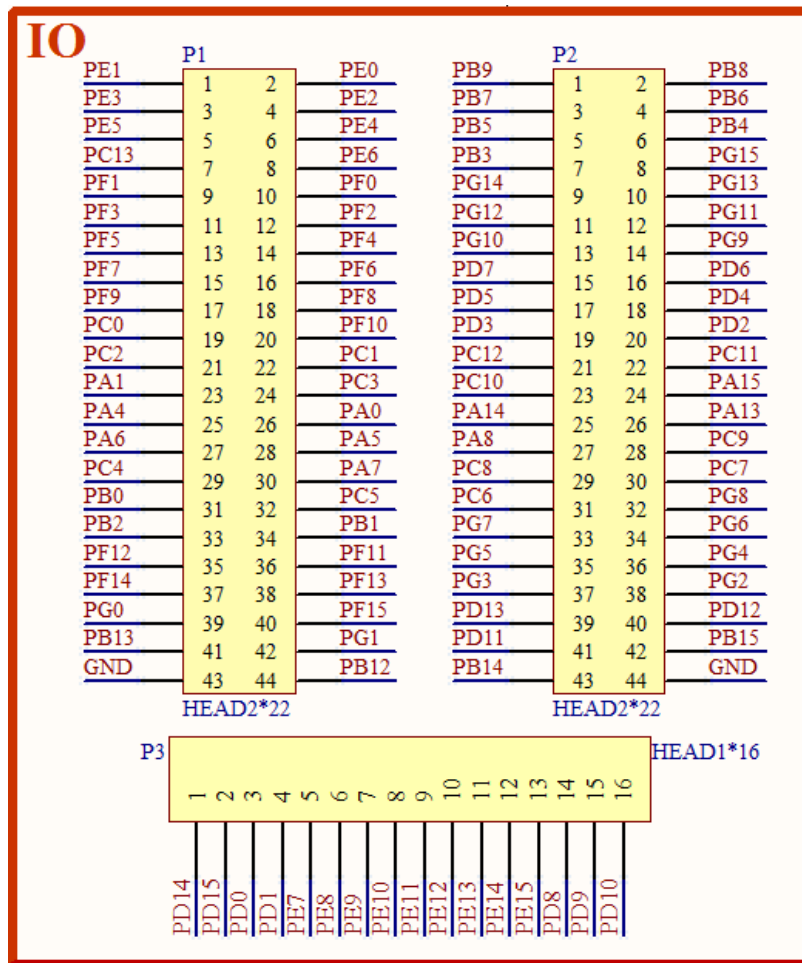 IO
P1 P2
PE1 1 2 PE0 PB9 1 2 PB8
PE3 3 4 PE2 PB7 3 4 PB6
PE5 5 6 PE4 PB5 5 6 PB4
PC13 7 8 PE6 PB3 7 8 PG15
PF1 9 10 PF0 PG14 9 10 PG13
PF3 11 12 PF2 PG12 11 12 PG11
PF5 13 14 PF4 PG10 13 14 PG9
PF7 15 16 PF6 PD7 15 16 PD6
PF9 17 18 PF8 PD5 17 18 PD4
PC0 19 20 PF10 PD3 19 20 PD2
PC2 21 22 PC1 PC12 21 22 PC11
PA1 23 24 PC3 PC10 23 24 PA15
PA4 25 26 PA0 PA14 25 26 PA13
PA6 27 28 PA5 PA8 27 28 PC9
PC4 29 30 PA7 PC8 29 30 PC7
PB0 31 32 PC5 PC6 31 32 PG8
PB2 33 34 PB1 PG7 33 34 PG6
PF12 35 36 PF11 PG5 35 36 PG4
PF14 37 38 PF13 PG3 37 38 PG2
PG0 39 40 PF15 PD13 39 40 PD12
PB13 41 42 PG1 PD11 41 42 PB15
GND 43 44 PB12 PB14 43 44 GND
HEAD2*22 HEAD2*22
P3 HEAD1*16
1 2 3 4 5 6 7 8 9 10 11 12 13 14 15 16
PD14 PD15 PD0 PD1 PE7 PE8 PE9 PE10 PE11 PE12 PE13 PE14 PE15 PD8 PD9 PD10